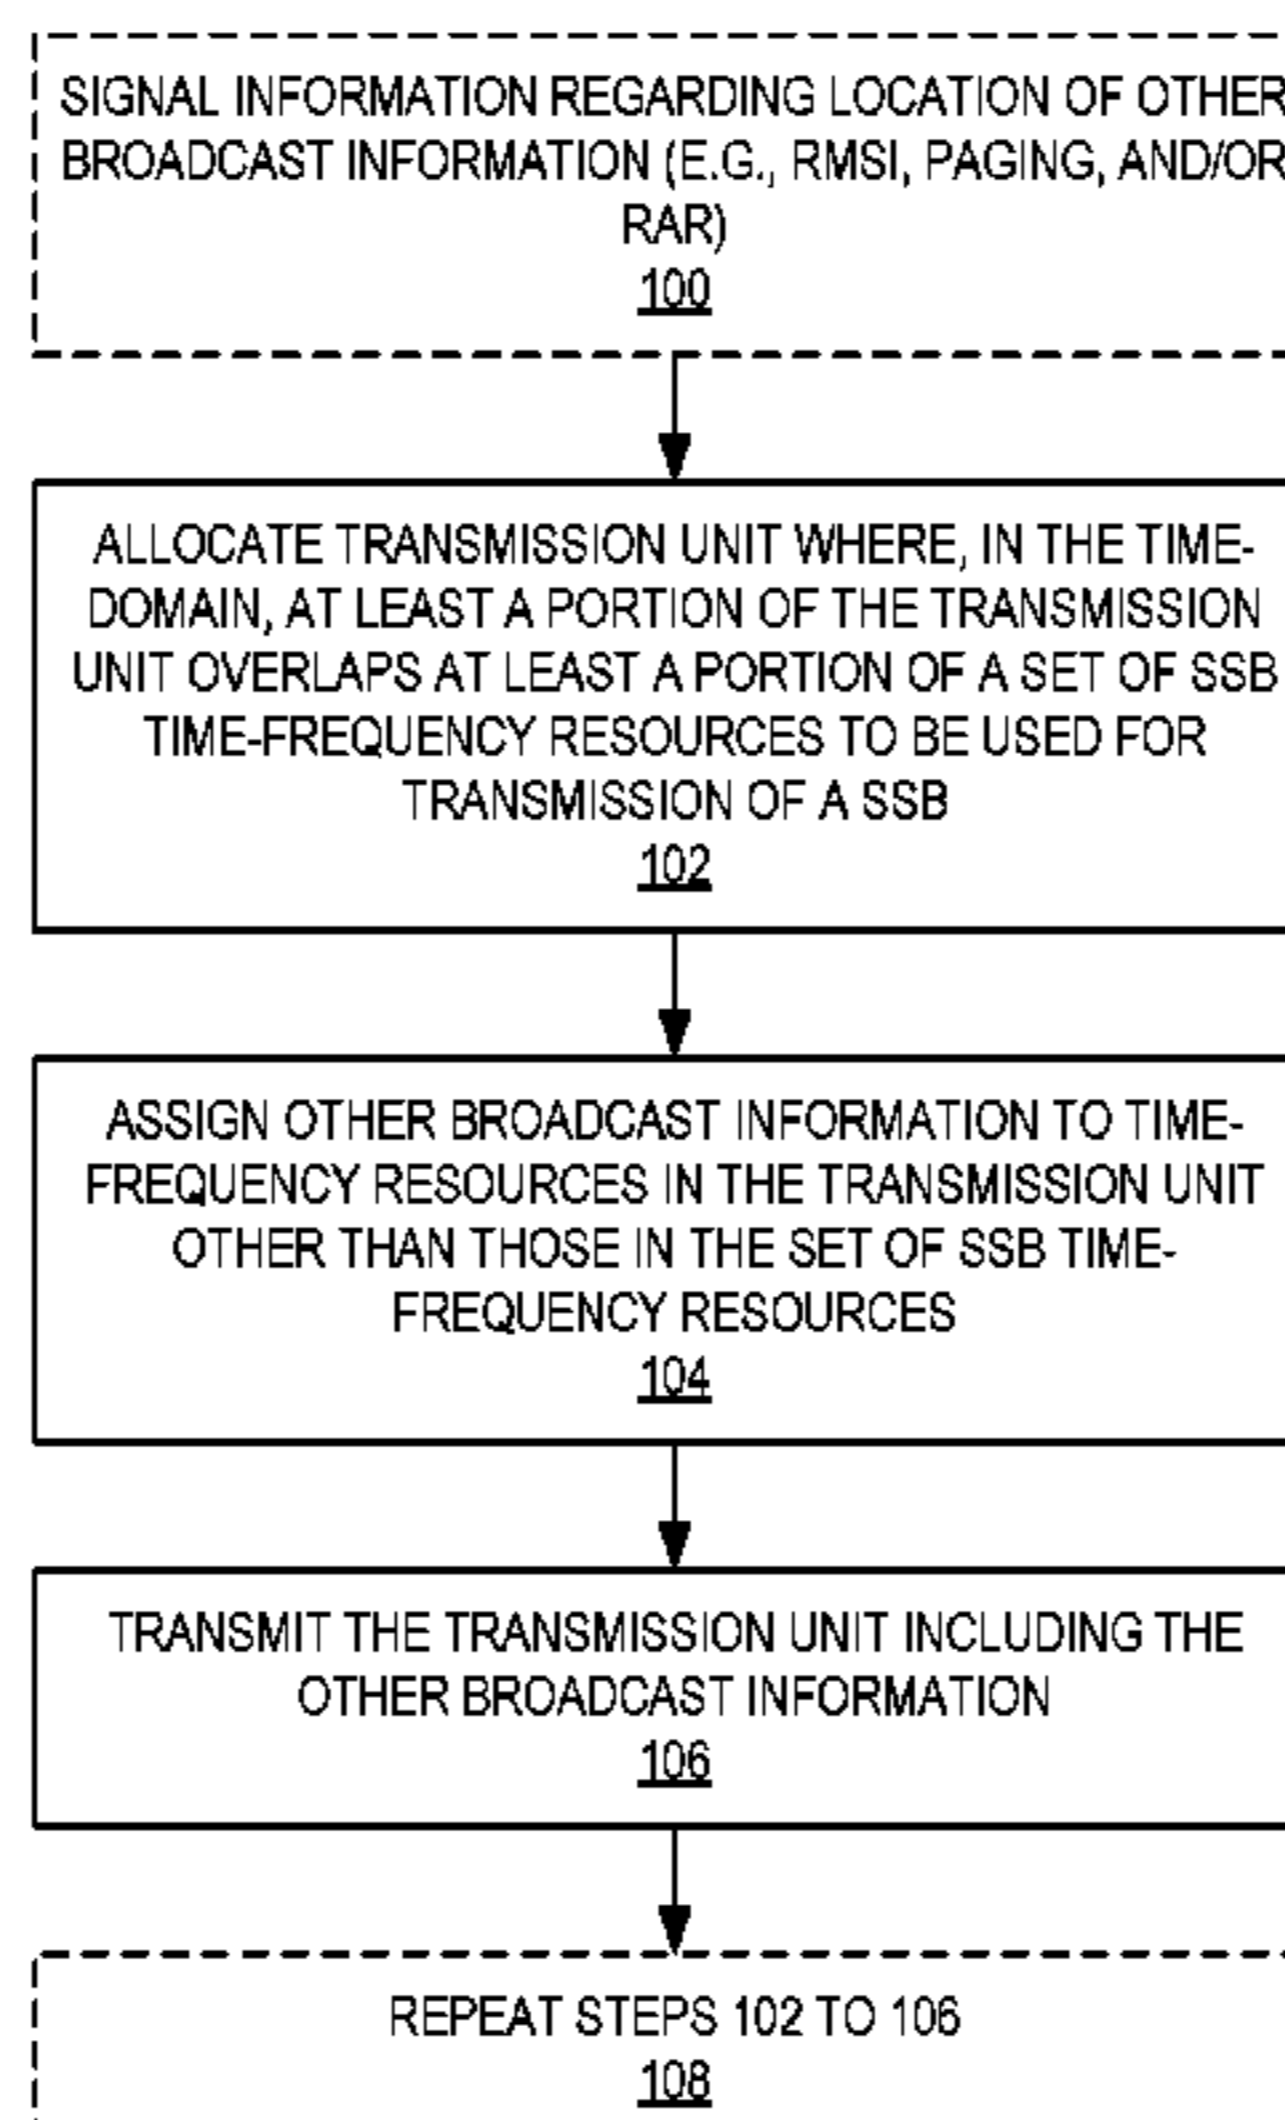 SIGNAL INFORMATION REGARDING LOCATION OF OTHER
BROADCAST INFORMATION (E.G., RMSI, PAGING, AND/OR
RAR)
100
ALLOCATE TRANSMISSION UNIT WHERE, IN THE TIME-
DOMAIN, AT LEAST A PORTION OF THE TRANSMISSION
UNIT OVERLAPS AT LEAST A PORTION OF A SET OF SSB
TIME-FREQUENCY RESOURCES TO BE USED FOR
TRANSMISSION OF A SSB
102
ASSIGN OTHER BROADCAST INFORMATION TO TIME-
FREQUENCY RESOURCES IN THE TRANSMISSION UNIT
OTHER THAN THOSE IN THE SET OF SSB TIME-
FREQUENCY RESOURCES
104
TRANSMIT THE TRANSMISSION UNIT INCLUDING THE
OTHER BROADCAST INFORMATION
106
REPEAT STEPS 102 TO 106
108